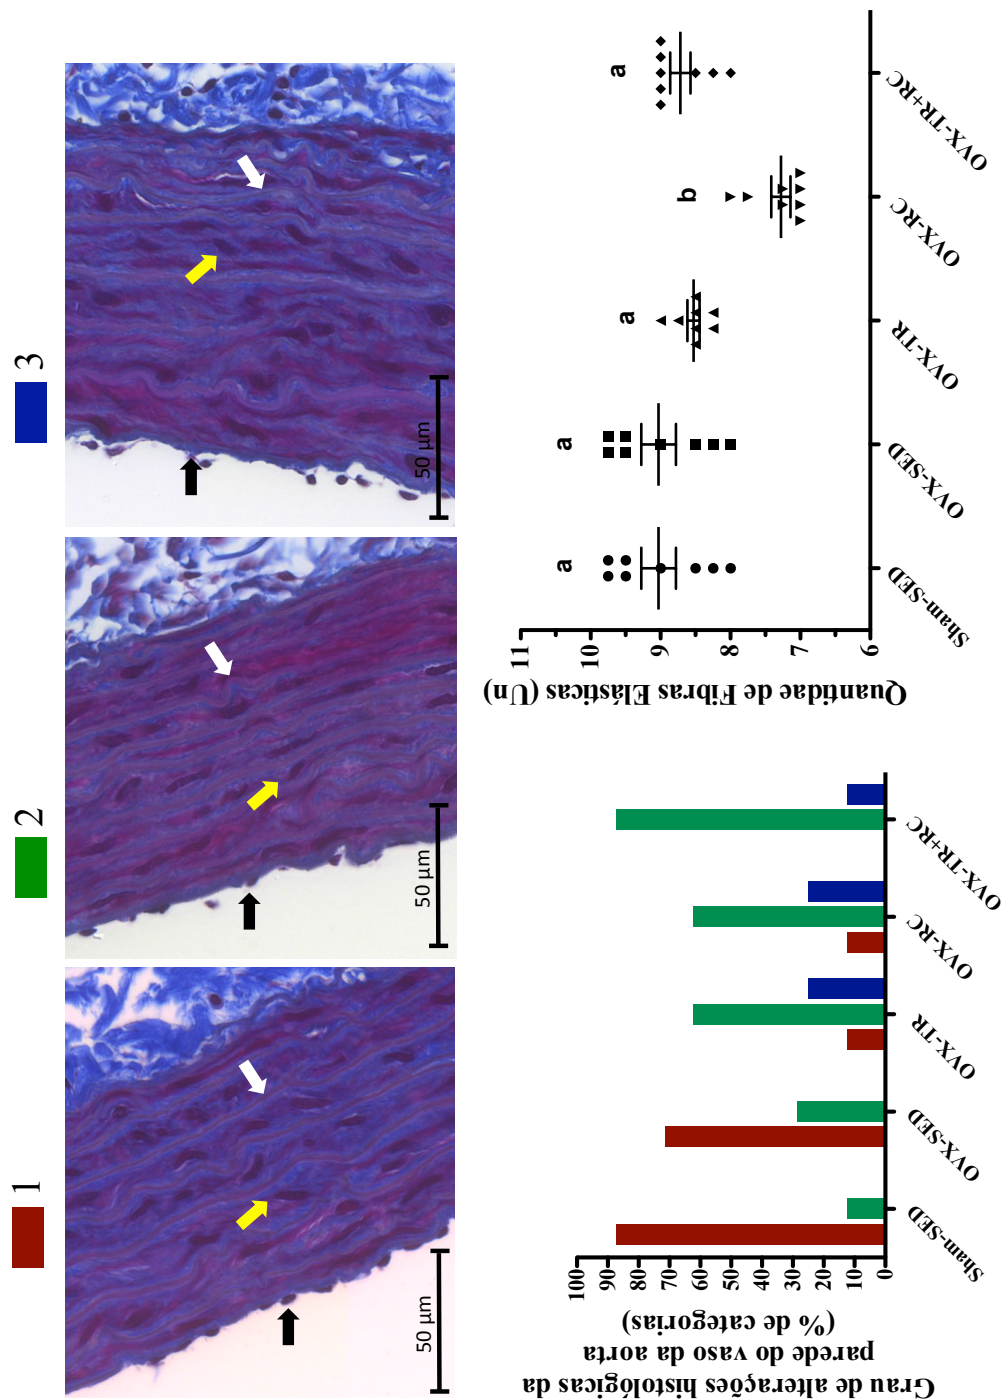 1
2
3
50 µm
50 µm
50 µm
Grau de alterações histológicas da
parede do vaso da aorta
(% de categorias)
100
90
80
70
60
50
40
30
20
10
0
Sham-SED
OVX-SED
OVX-TR
OVX-RC
OVX-TR+RC
Quantidae de Fibras Elásticas (Un)
11
10
9
8
7
6
a
a
a
b
a
Sham-SED
OVX-SED
OVX-TR
OVX-RC
OVX-TR+RC